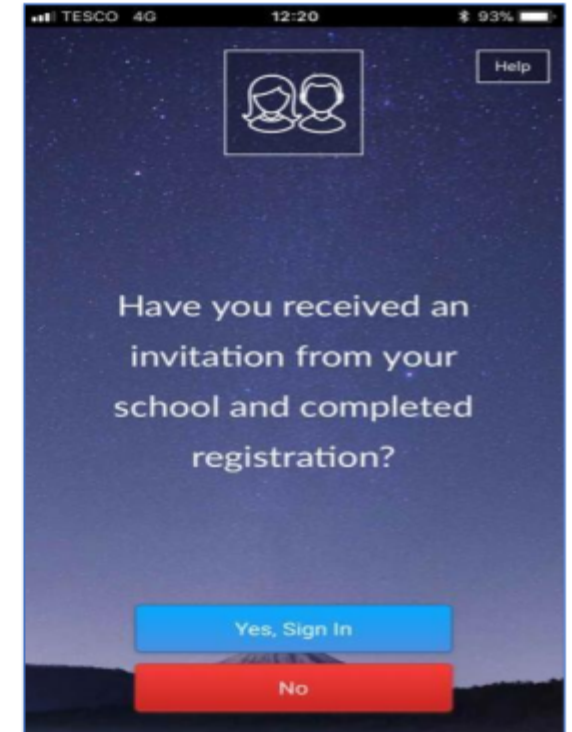 TESCO 4G 12:20 93%
Help
Have you received an
invitation from your
school and completed
registration?
Yes, Sign In
No